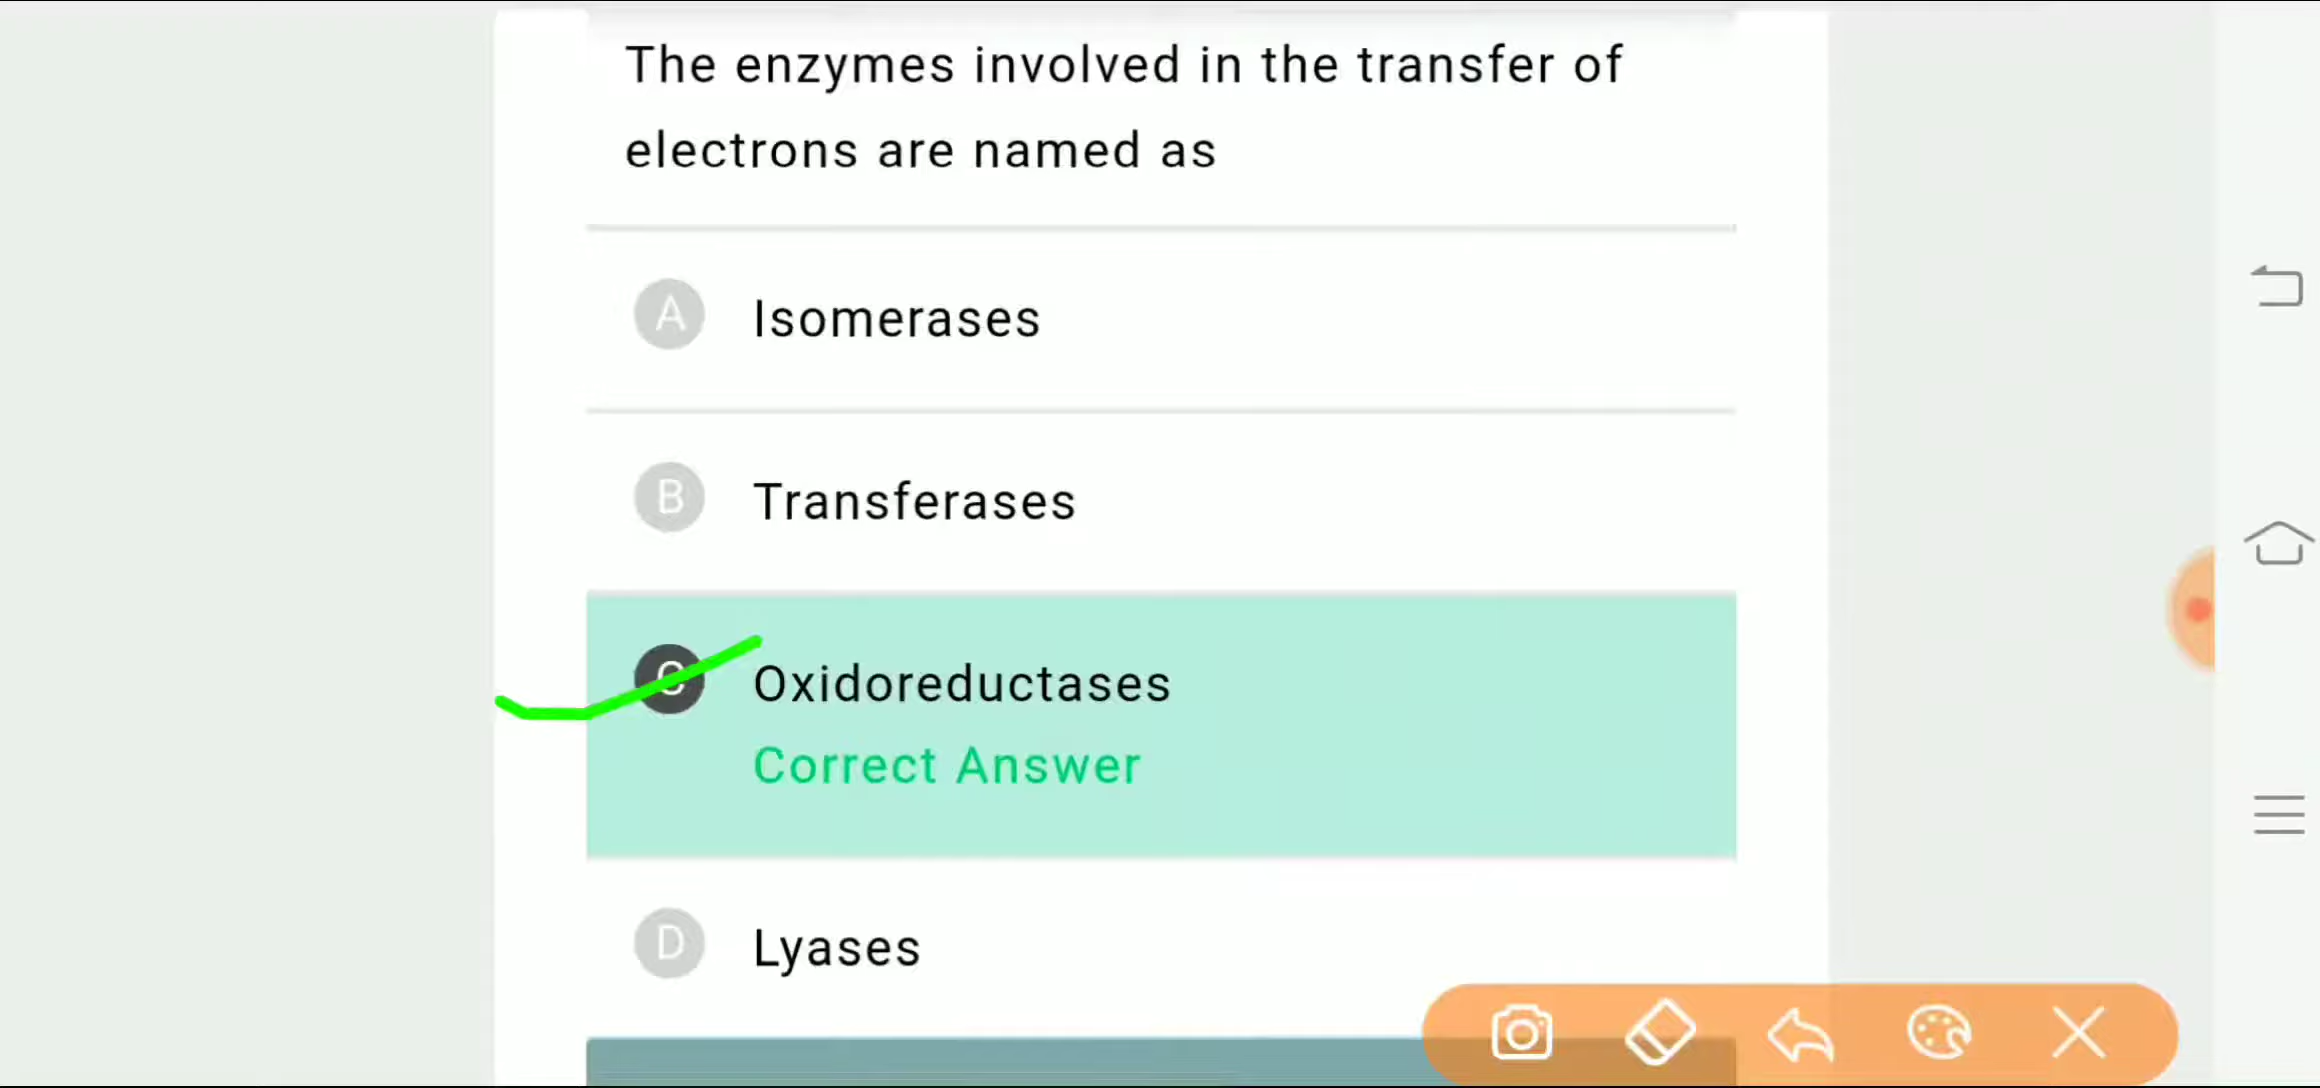 The enzymes involved in the transfer of
electrons are named as
A Isomerases
B Transferases
C Oxidoreductases
Correct Answer
D Lyases